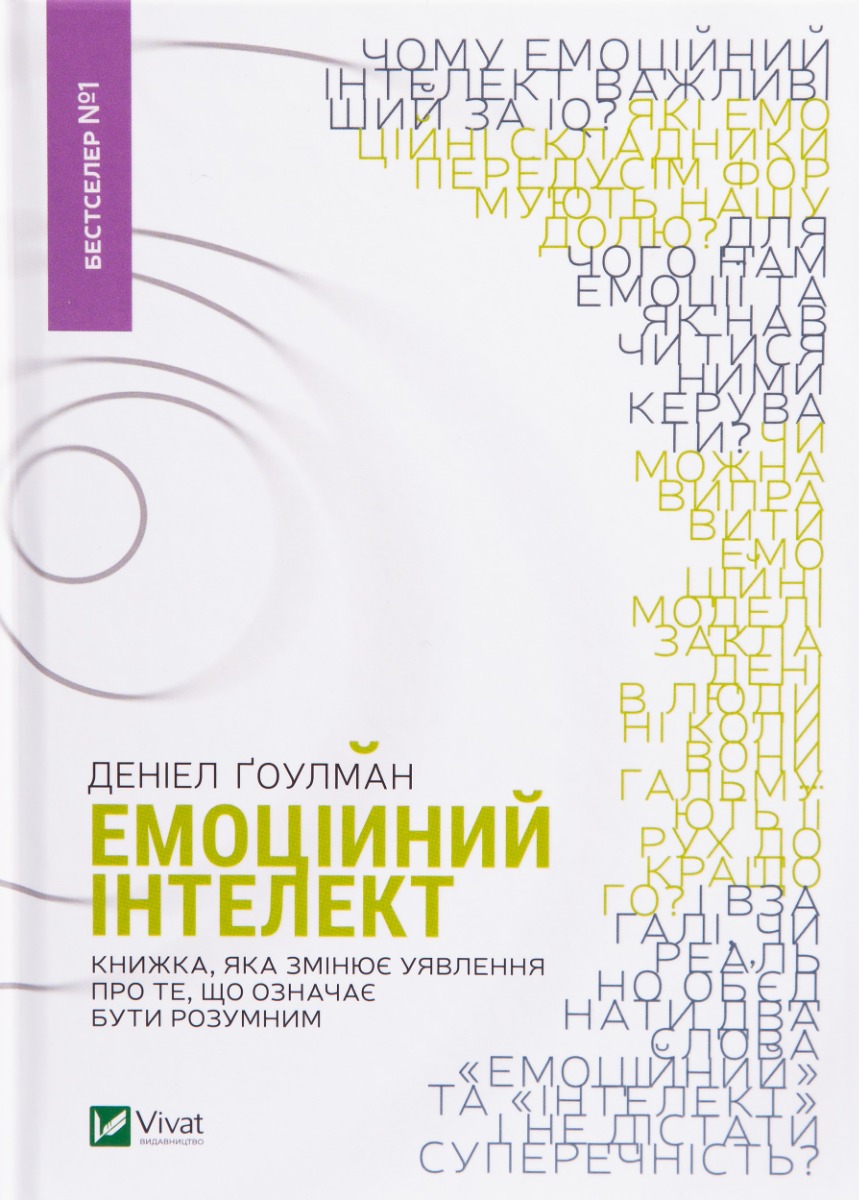 БЕСТСЕЛЕР №1
ЧОМУ ЕМОЦІЙНИЙ
ІНТЕЛЕКТ ВАЖЛИВІ
ШИЙ ЗА IQ? ЯКІ ЕМО
ЦІЙНІ СКЛАДНИКИ
ПЕРЕДУСІМ ФОР
МУЮТЬ НАШУ
ДОЛЮ? ДЛЯ
ЧОГО НАМ
ЕМОЦІЇ ТА
ЯК НАВ
ЧИТИСЯ
НИМИ
КЕРУВА
ТИ? ЧИ
МОЖНА
ВИПРА
ВИТИ
ЕМО
ЦІЙНІ
МОДЕЛІ
ЗАКЛА
ДЕНІ
В ЛЮДИ
НІ КОЛИ
ВОНИ
ГАЛЬМУ
ЮТЬ ЇЇ
РУХ ДО
КРАЩО
ГО? І ВЗА
ГАЛІ ЧИ
РЕАЛЬ
НО ОБ’ЄД
НАТИ ДВА
СЛОВА
«ЕМОЦІЙНИЙ»
ТА «ІНТЕЛЕКТ»
І НЕ ДІСТАТИ
СУПЕРЕЧНІСТЬ?
ДЕНІЕЛ ҐОУЛМАН
ЕМОЦІЙНИЙ
ІНТЕЛЕКТ
КНИЖКА, ЯКА ЗМІНЮЄ УЯВЛЕННЯ
ПРО ТЕ, ЩО ОЗНАЧАЄ
БУТИ РОЗУМНИМ
Vivat
ВИДАВНИЦТВО